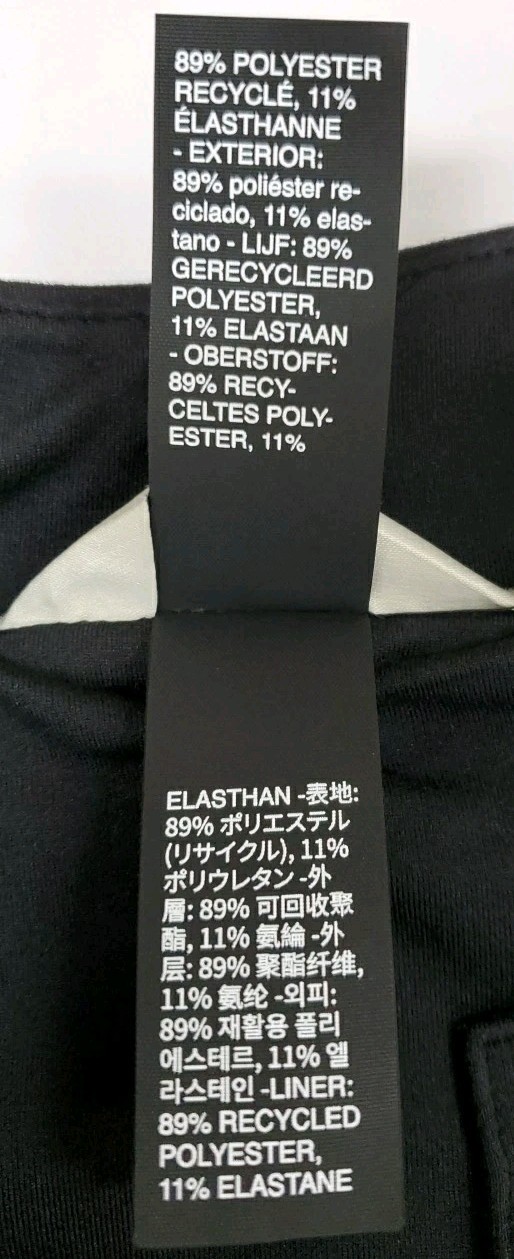 89% POLYESTER
RECYCLÉ, 11%
ÉLASTHANNE
- EXTERIOR:
89% poliéster re-
ciclado, 11% elas-
tano - LIJF: 89%
GERECYCLEERD
POLYESTER,
11% ELASTAAN
- OBERSTOFF:
89% RECY-
CELTES POLY-
ESTER, 11%
ELASTHAN -表地:
89% ポリエステル
(リサイクル), 11%
ポリウレタン -外
層: 89% 可回收聚
酯, 11% 氨綸 -外
层: 89% 聚酯纤维,
11% 氨纶 -외피:
89% 재활용 폴리
에스테르, 11% 엘
라스테인 -LINER:
89% RECYCLED
POLYESTER,
11% ELASTANE